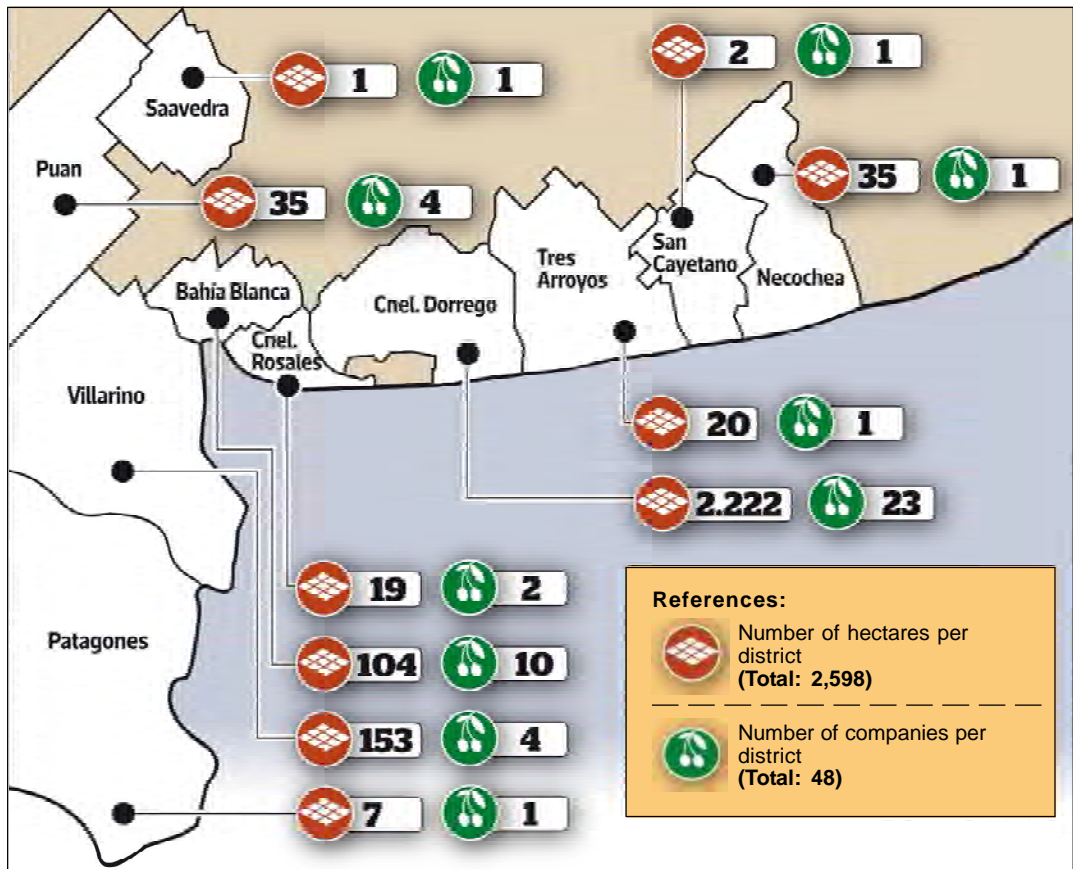 1 1
Saavedra
2 1
Puan
35 4
35 1
Tres
Arroyos
San
Cayetano
Necochea
Bahía Blanca
Cnel. Dorrego
Cnel.
Rosales
Villarino
20 1
2.222 23
19 2
Patagones
104 10
153 4
7 1
References:
Number of hectares per
district
(Total: 2,598)
Number of companies per
district
(Total: 48)